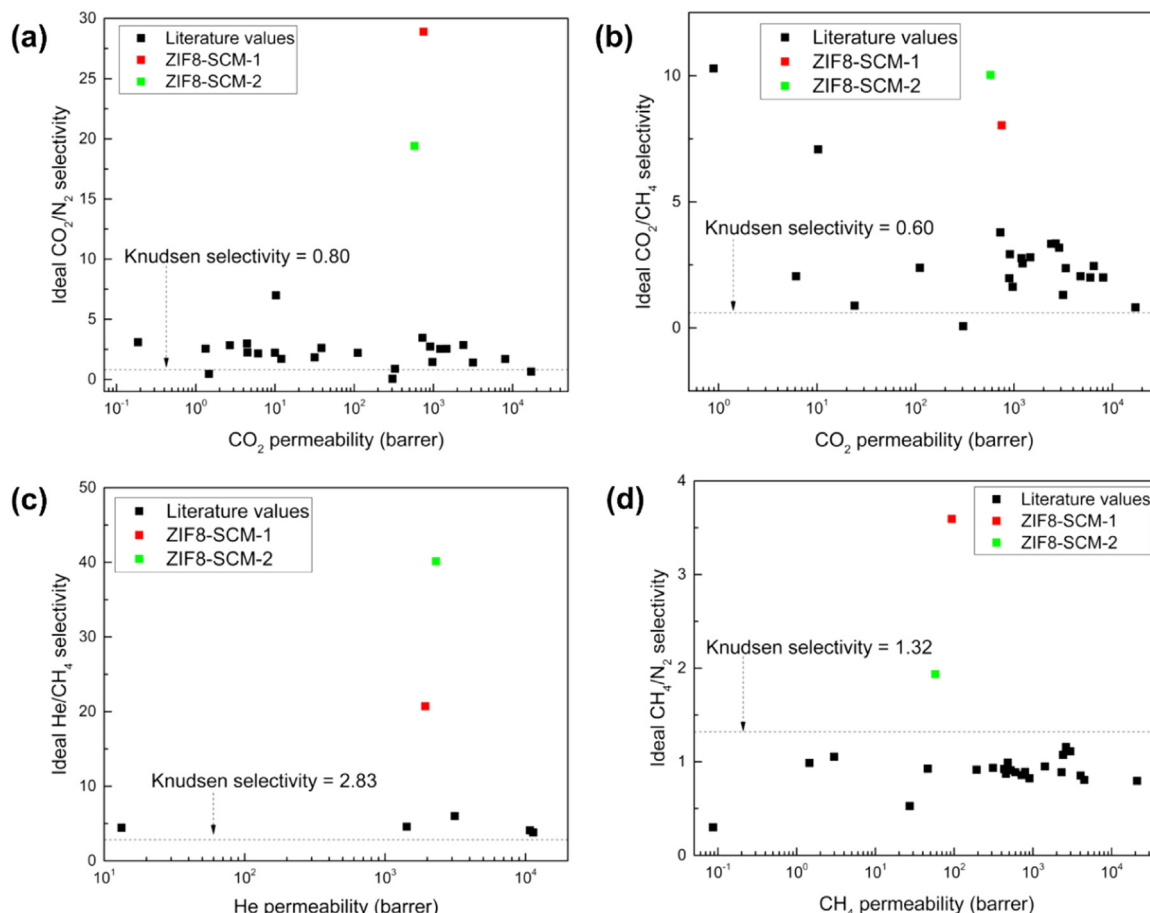 (a)
30
25
20
15
10
5
0
Ideal CO₂/N₂ selectivity
Literature values
ZIF8-SCM-1
ZIF8-SCM-2
Knudsen selectivity = 0.80
10⁻¹ 10⁰ 10¹ 10² 10³ 10⁴
CO₂ permeability (barrer)
(b)
10
5
0
Ideal CO₂/CH₄ selectivity
Literature values
ZIF8-SCM-1
ZIF8-SCM-2
Knudsen selectivity = 0.60
10⁰ 10¹ 10² 10³ 10⁴
CO₂ permeability (barrer)
(c)
50
40
30
20
10
0
Ideal He/CH₄ selectivity
Literature values
ZIF8-SCM-1
ZIF8-SCM-2
Knudsen selectivity = 2.83
10¹ 10² 10³ 10⁴
He permeability (barrer)
(d)
4
3
2
1
0
Ideal CH₄/N₂ selectivity
Literature values
ZIF8-SCM-1
ZIF8-SCM-2
Knudsen selectivity = 1.32
10⁻¹ 10⁰ 10¹ 10² 10³ 10⁴
CH₄ permeability (barrer)